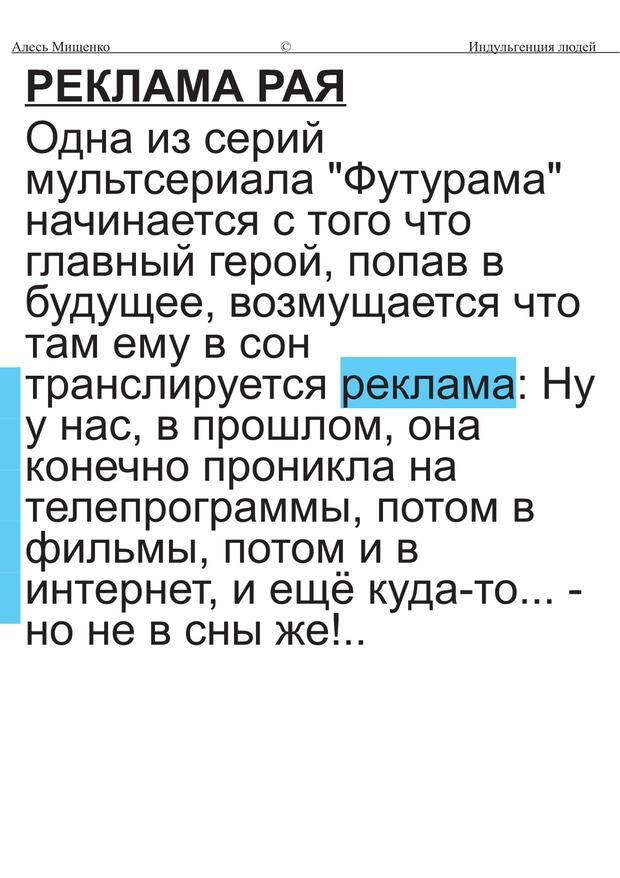 Алесь Мищенко © Индульгенция людей
РЕКЛАМА РАЯ
Одна из серий
мультсериала "Футурама"
начинается с того что
главный герой, попав в
будущее, возмущается что
там ему в сон
транслируется реклама: Ну
у нас, в прошлом, она
конечно проникла на
телепрограммы, потом в
фильмы, потом и в
интернет, и ещё куда-то... -
но не в сны же!..